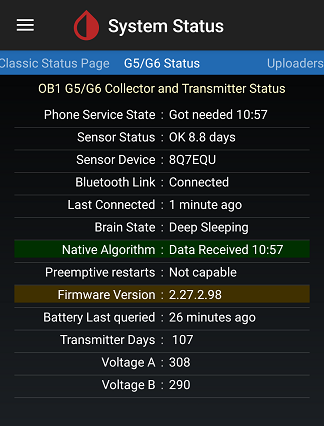 System Status
Classic Status Page G5/G6 Status Uploaders
OB1 G5/G6 Collector and Transmitter Status
Phone Service State : Got needed 10:57
Sensor Status : OK 8.8 days
Sensor Device : 8Q7EQU
Bluetooth Link : Connected
Last Connected : 1 minute ago
Brain State : Deep Sleeping
Native Algorithm : Data Received 10:57
Preemptive restarts : Not capable
Firmware Version : 2.27.2.98
Battery Last queried : 26 minutes ago
Transmitter Days : 107
Voltage A : 308
Voltage B : 290